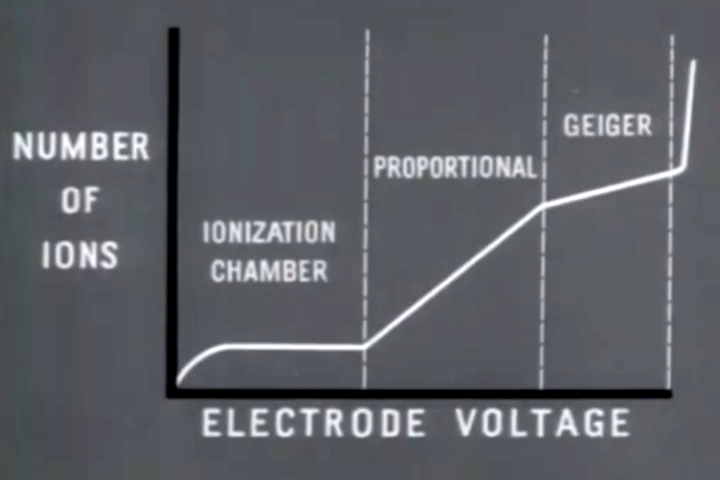 NUMBER
OF
IONS
IONIZATION
CHAMBER
PROPORTIONAL
GEIGER
ELECTRODE VOLTAGE